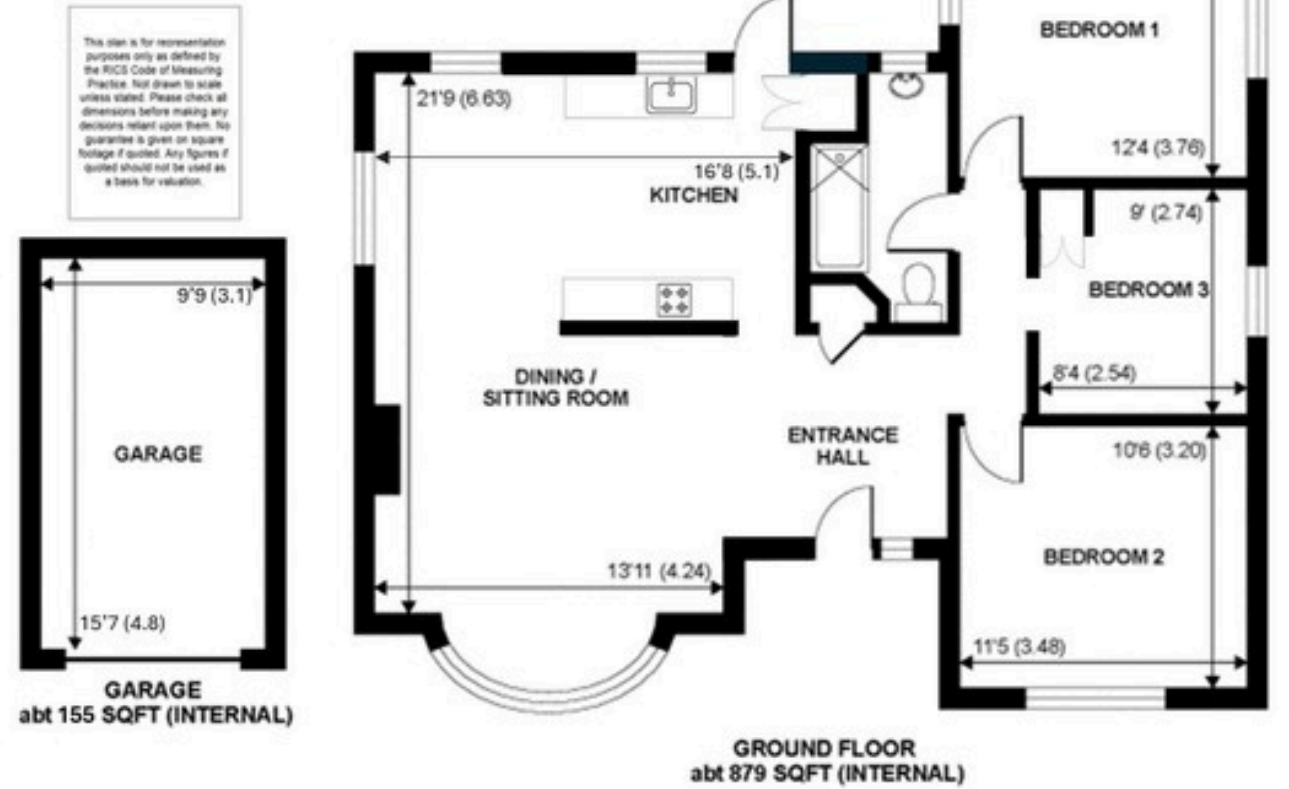 This plan is for representation
purposes only as defined by
the RICS Code of Measuring
Practice. Not drawn to scale
unless stated. Please check all
dimensions before making any
decisions reliant upon them. No
guarantee is given on square
footage if quoted. Any figures if
quoted should not be used as
a basis for valuation.
BEDROOM 1
12'4 (3.76)
21'9 (6.63)
16'8 (5.1)
KITCHEN
9' (2.74)
BEDROOM 3
8'4 (2.54)
9'9 (3.1)
DINING /
SITTING ROOM
ENTRANCE
HALL
GARAGE
10'6 (3.20)
BEDROOM 2
13'11 (4.24)
11'5 (3.48)
15'7 (4.8)
GARAGE
abt 155 SQFT (INTERNAL)
GROUND FLOOR
abt 879 SQFT (INTERNAL)